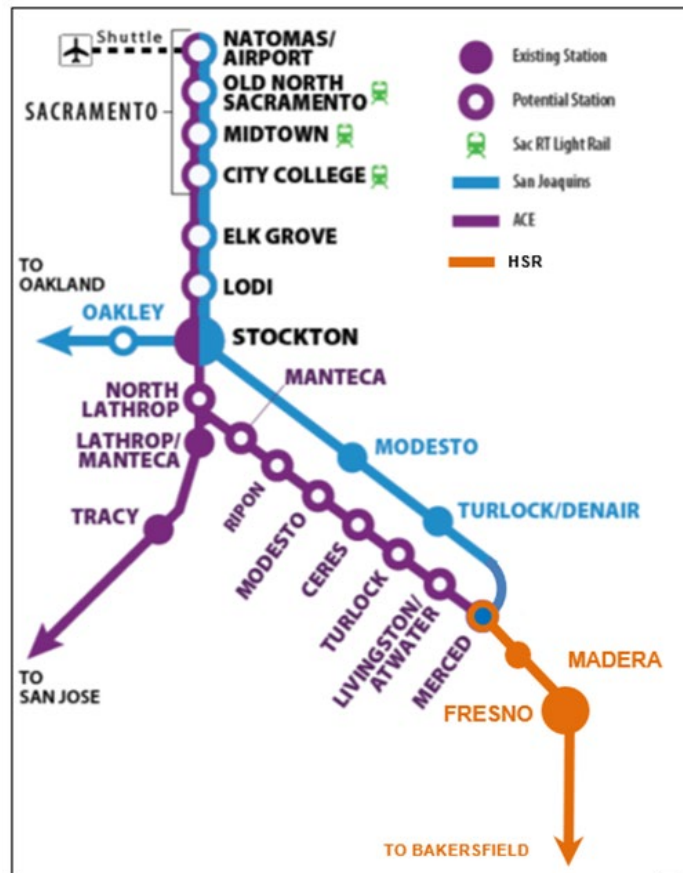 Shuttle
NATOMAS/
AIRPORT
OLD NORTH
SACRAMENTO
SACRAMENTO
MIDTOWN
CITY COLLEGE
ELK GROVE
LODI
TO
OAKLAND
OAKLEY
STOCKTON
MANTECA
NORTH
LATHROP
LATHROP/
MANTECA
MODESTO
TRACY
TURLOCK/DENAIR
RIPON
MODESTO
CERES
TURLOCK
LIVINGSTON/
ATWATER
MERCED
TO
SAN JOSE
MADERA
FRESNO
TO BAKERSFIELD
Existing Station
Potential Station
Sac RT Light Rail
San Joaquins
ACE
HSR